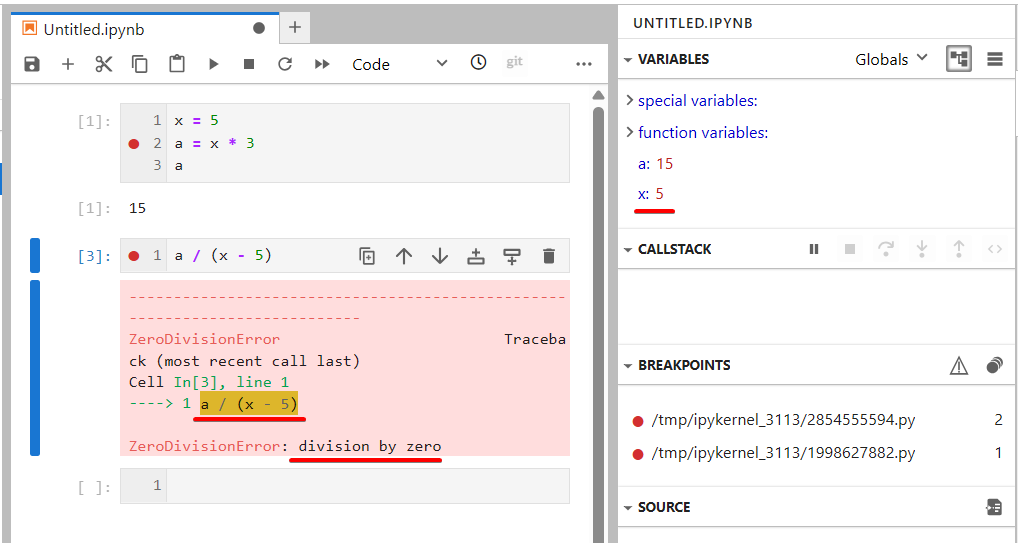 Untitled.ipynb
Code
git
[1]:
1 x = 5
2 a = x * 3
3 a
[1]: 15
[3]: 1 a / (x - 5)
---------------------------------------------------------------------------
ZeroDivisionError Traceba
ck (most recent call last)
Cell In[3], line 1
----> 1 a / (x - 5)
ZeroDivisionError: division by zero
[ ]: 1
UNTITLED.IPYNB
VARIABLES Globals
special variables:
function variables:
a: 15
x: 5
CALLSTACK
BREAKPOINTS
/tmp/ipykernel_3113/2854555594.py 2
/tmp/ipykernel_3113/1998627882.py 1
SOURCE